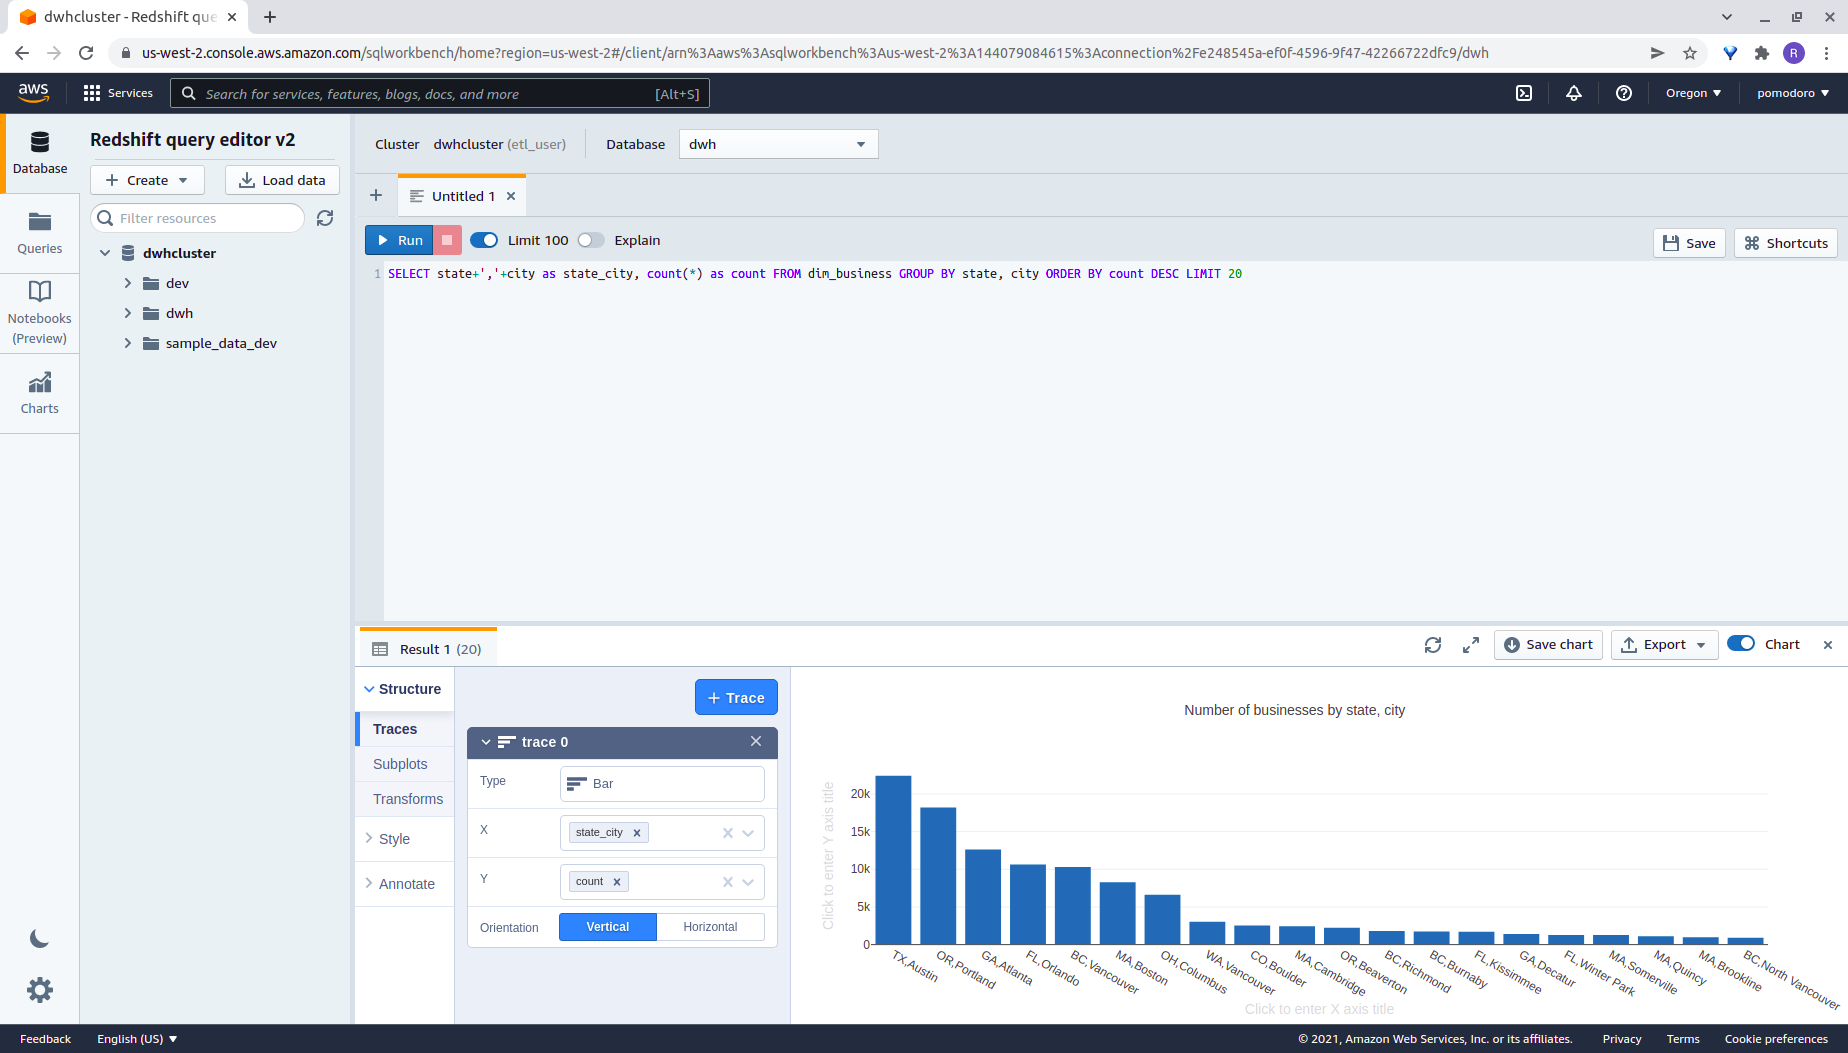 dwhcluster - Redshift que
us-west-2.console.aws.amazon.com/sqlworkbench/home?region=us-west-2#/client/arn%3Aaws%3Asqlworkbench%3Aus-west-2%3A144079084615%3Aconnection%2Fe248545a-ef0f-4596-9f47-42266722dfc9/dwh
R
aws
Services
Search for services, features, blogs, docs, and more
[Alt+S]
Oregon
pomodoro
Database
Queries
Notebooks
(Preview)
Charts
Redshift query editor v2
Create
Load data
Filter resources
dwhcluster
dev
dwh
sample_data_dev
Cluster dwhcluster (etl_user)
Database
dwh
Untitled 1
Run
Limit 100
Explain
Save
Shortcuts
1
SELECT state+','+city as state_city, count(*) as count FROM dim_business GROUP BY state, city ORDER BY count DESC LIMIT 20
Result 1 (20)
Save chart
Export
Chart
Structure
Traces
Subplots
Transforms
Style
Annotate
+ Trace
trace 0
Type
Bar
X
state_city
Y
count
Orientation
Vertical
Horizontal
Number of businesses by state, city
Click to enter Y axis title
20k
15k
10k
5k
0
TX,Austin
OR,Portland
GA,Atlanta
FL,Orlando
BC,Vancouver
MA,Boston
OH,Columbus
WA,Vancouver
CO,Boulder
MA,Cambridge
OR,Beaverton
BC,Richmond
BC,Burnaby
FL,Kissimmee
GA,Decatur
FL,Winter Park
MA,Somerville
MA,Quincy
MA,Brookline
BC,North Vancouver
Click to enter X axis title
Feedback
English (US)
© 2021, Amazon Web Services, Inc. or its affiliates.
Privacy
Terms
Cookie preferences